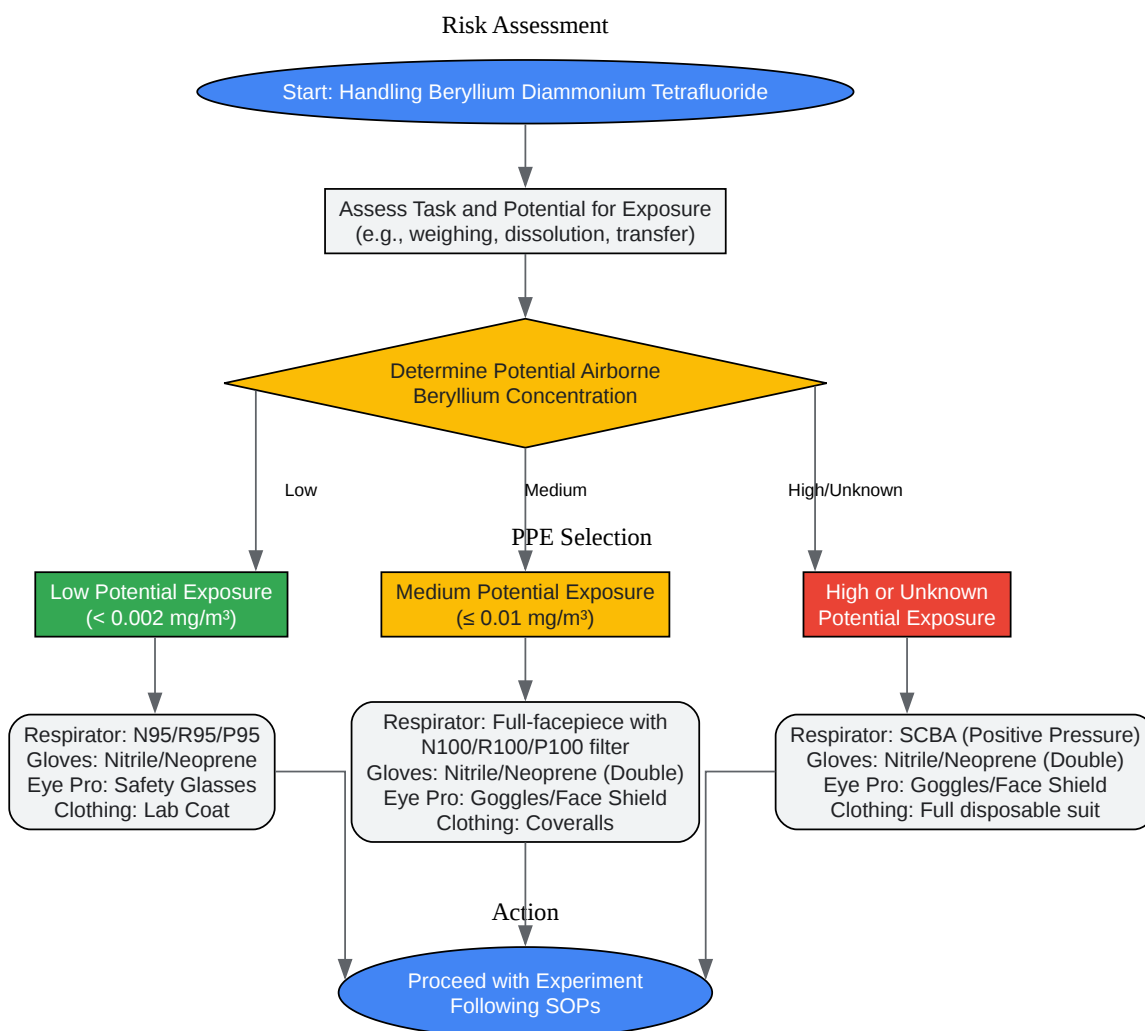 Risk Assessment
Start: Handling Beryllium Diammonium Tetrafluoride
Assess Task and Potential for Exposure
(e.g., weighing, dissolution, transfer)
Determine Potential Airborne
Beryllium Concentration
Low
Medium
High/Unknown
PPE Selection
Low Potential Exposure
(< 0.002 mg/m³)
Medium Potential Exposure
(≤ 0.01 mg/m³)
High or Unknown
Potential Exposure
Respirator: N95/R95/P95
Gloves: Nitrile/Neoprene
Eye Pro: Safety Glasses
Clothing: Lab Coat
Respirator: Full-facepiece with
N100/R100/P100 filter
Gloves: Nitrile/Neoprene (Double)
Eye Pro: Goggles/Face Shield
Clothing: Coveralls
Respirator: SCBA (Positive Pressure)
Gloves: Nitrile/Neoprene (Double)
Eye Pro: Goggles/Face Shield
Clothing: Full disposable suit
Action
Proceed with Experiment
Following SOPs